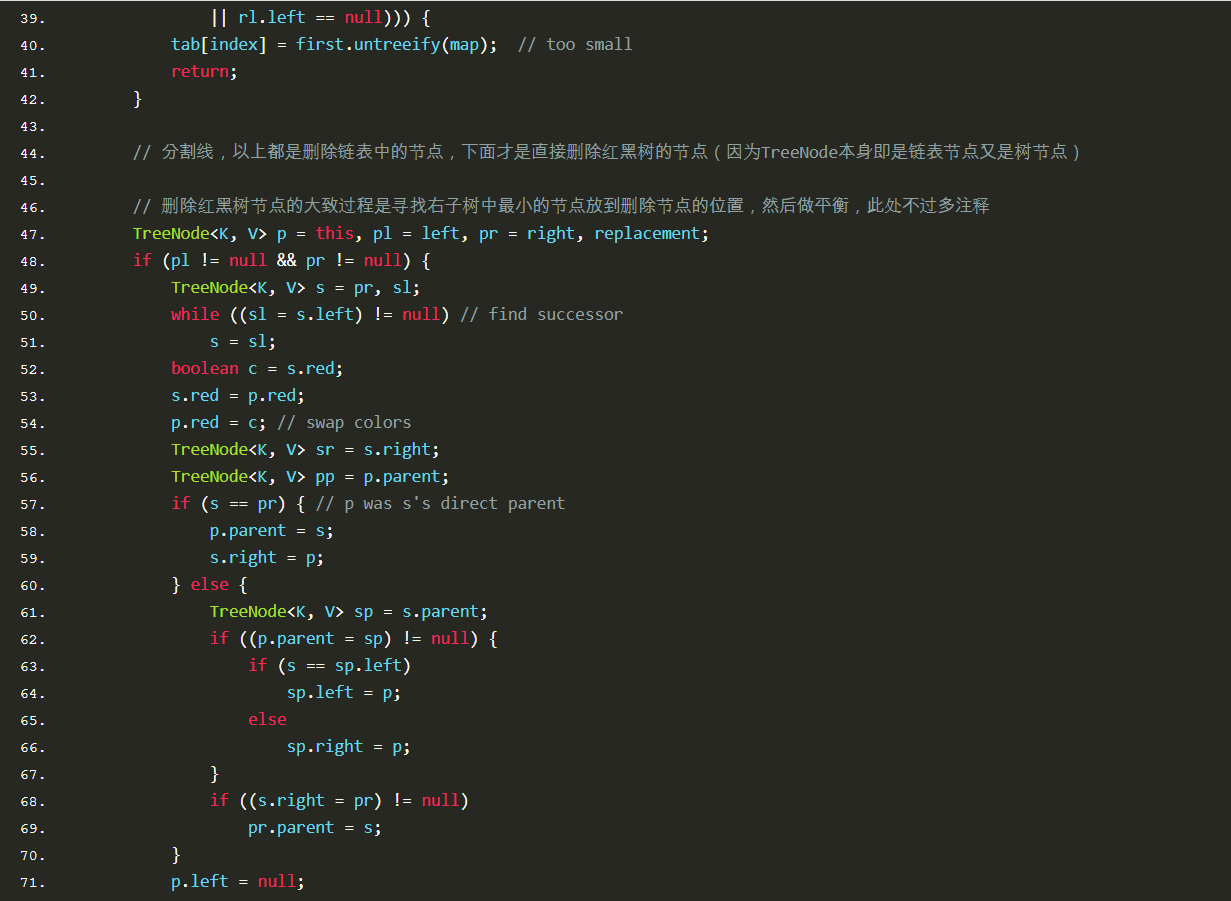 39. || rl.left == null))) {
40. tab[index] = first.untreeify(map);  // too small
41. return;
42. }
43.
44. // 分割线，以上都是删除链表中的节点，下面才是直接删除红黑树的节点（因为TreeNode本身即是链表节点又是树节点）
45.
46. // 删除红黑树节点的大致过程是寻找右子树中最小的节点放到删除节点的位置，然后做平衡，此处不过多注释
47. TreeNode<K, V> p = this, pl = left, pr = right, replacement;
48. if (pl != null && pr != null) {
49. TreeNode<K, V> s = pr, sl;
50. while ((sl = s.left) != null) // find successor
51. s = sl;
52. boolean c = s.red;
53. s.red = p.red;
54. p.red = c; // swap colors
55. TreeNode<K, V> sr = s.right;
56. TreeNode<K, V> pp = p.parent;
57. if (s == pr) { // p was s's direct parent
58. p.parent = s;
59. s.right = p;
60. } else {
61. TreeNode<K, V> sp = s.parent;
62. if ((p.parent = sp) != null) {
63. if (s == sp.left)
64. sp.left = p;
65. else
66. sp.right = p;
67. }
68. if ((s.right = pr) != null)
69. pr.parent = s;
70. }
71. p.left = null;